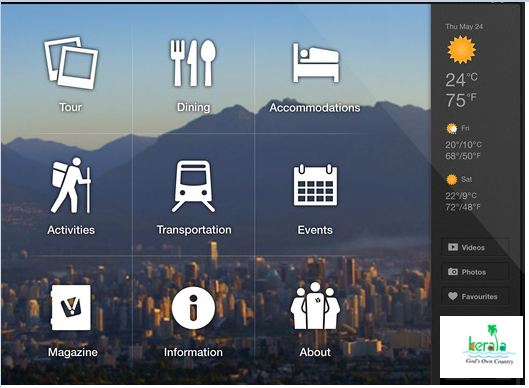 Tour
Dining
Accommodations
Activities
Transportation
Events
Magazine
Information
About
Thu May 24
24°C
75°F
Fri
20°/10°C
68°/50°F
Sat
22°/9°C
72°/48°F
Videos
Photos
Favourites
kerala
God's Own Country